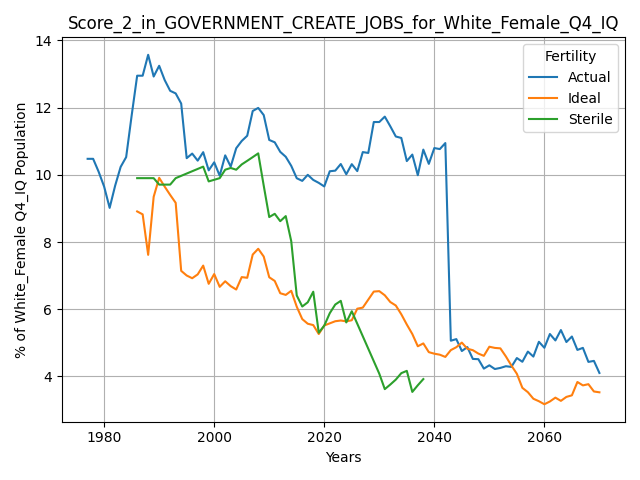 Score_2_in_GOVERNMENT_CREATE_JOBS_for_White_Female_Q4_IQ
Fertility
Actual
Ideal
Sterile
% of White_Female Q4_IQ Population
14
12
10
8
6
4
1980
2000
2020
2040
2060
Years